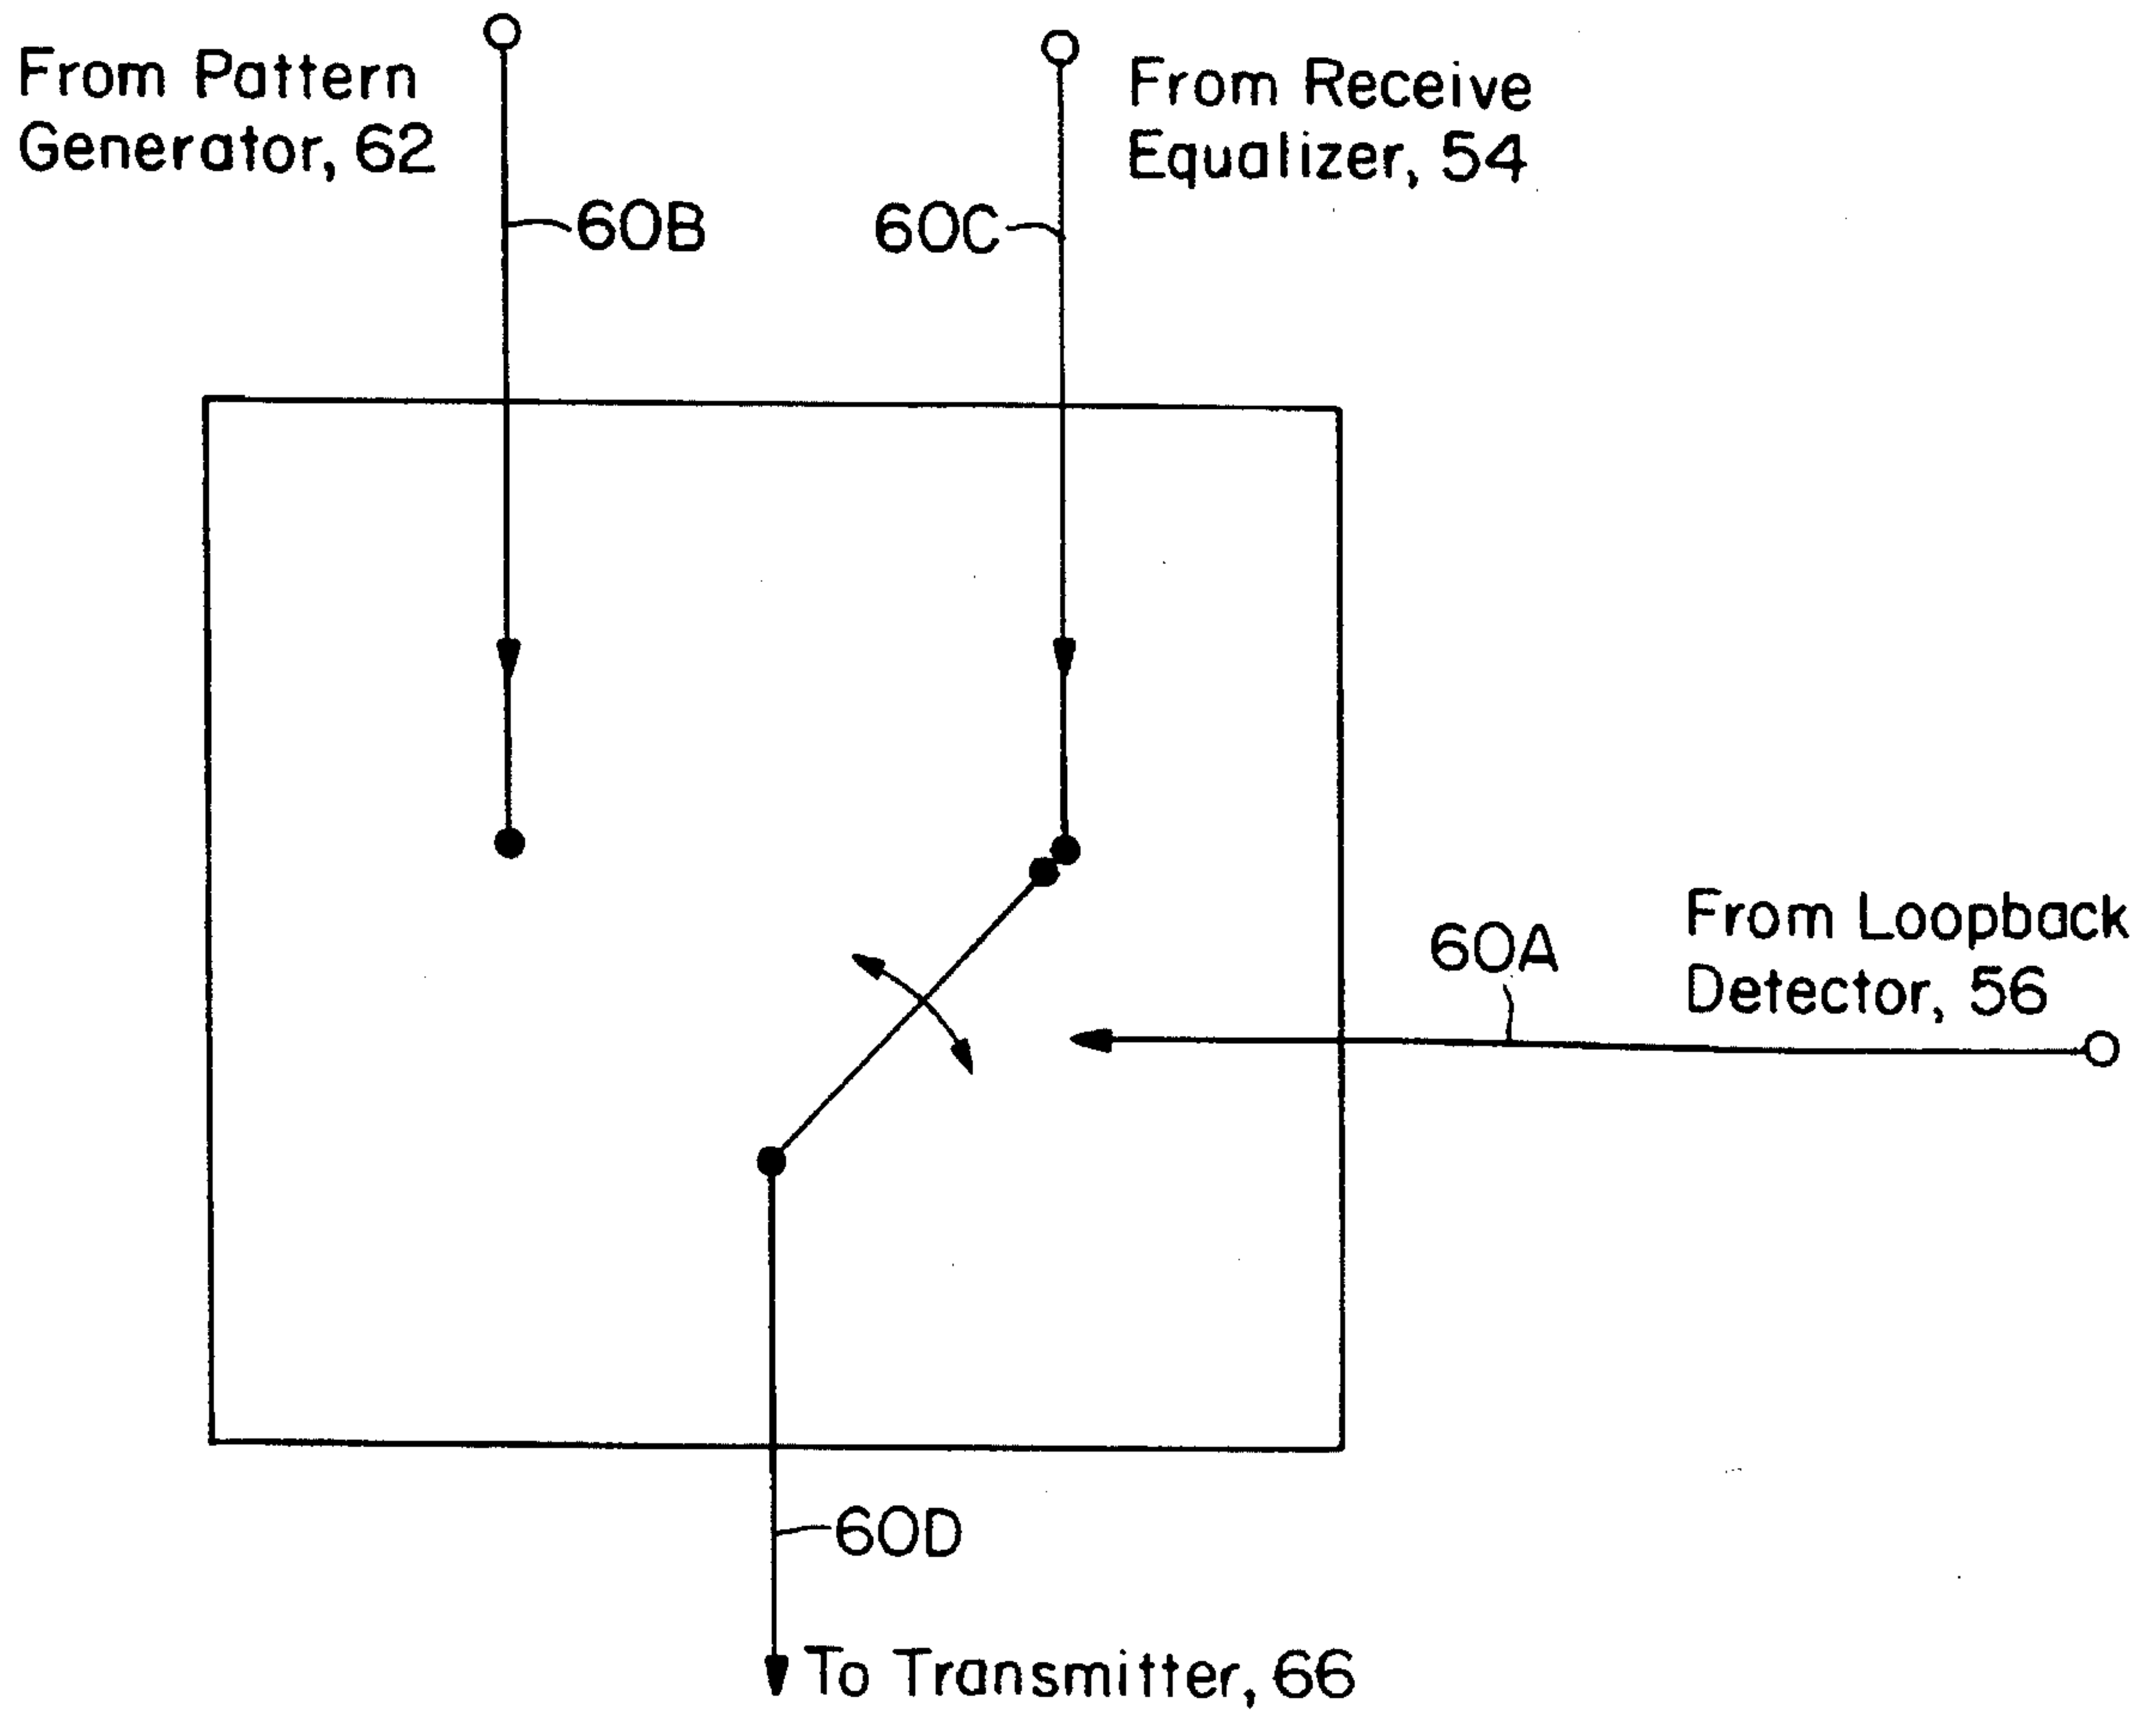 From Pattern
Generator, 62
From Receive
Equalizer, 54
60B
60C
From Loopback
Detector, 56
60A
60D
To Transmitter, 66